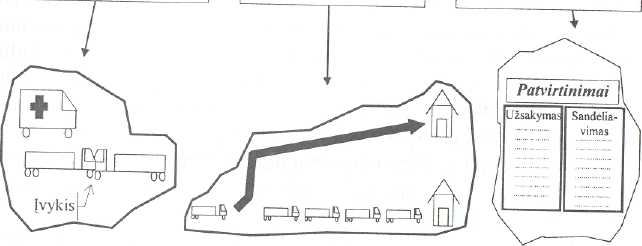 Įvykis
Patvirtinimai
Užsakymas
Sandelia-
vimas